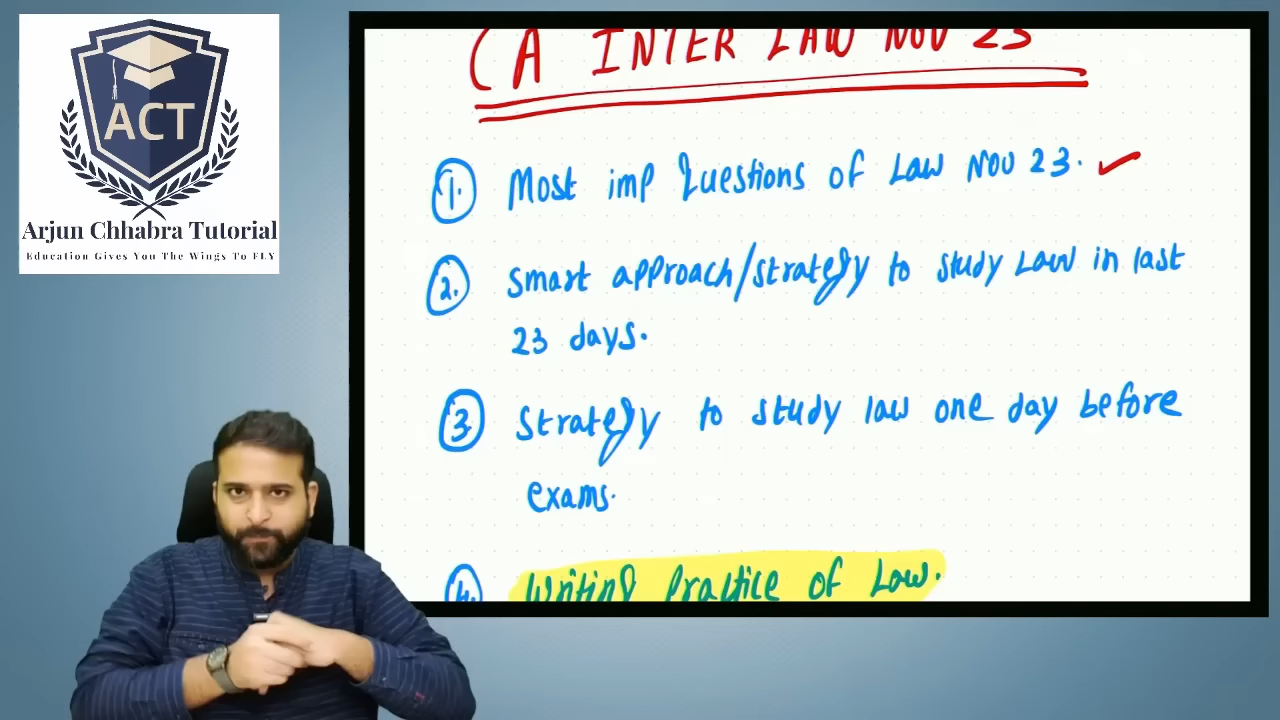 ACT
Arjun Chhabra Tutorial
Education Gives You The Wings To FLY
CA INTER LAW NOV 23
1. Most imp Questions of Law Nov 23.
2. Smart approach/strategy to study Law in last
23 days.
3. Strategy to study law one day before
exams.
4. Writing Practice of Law.